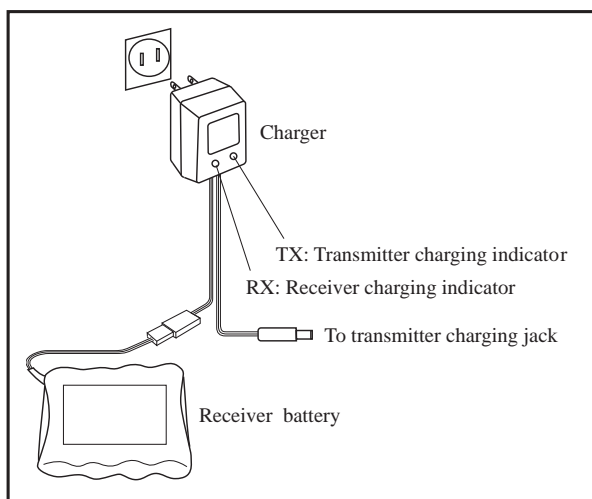 Charger
TX: Transmitter charging indicator
RX: Receiver charging indicator
To transmitter charging jack
Receiver battery